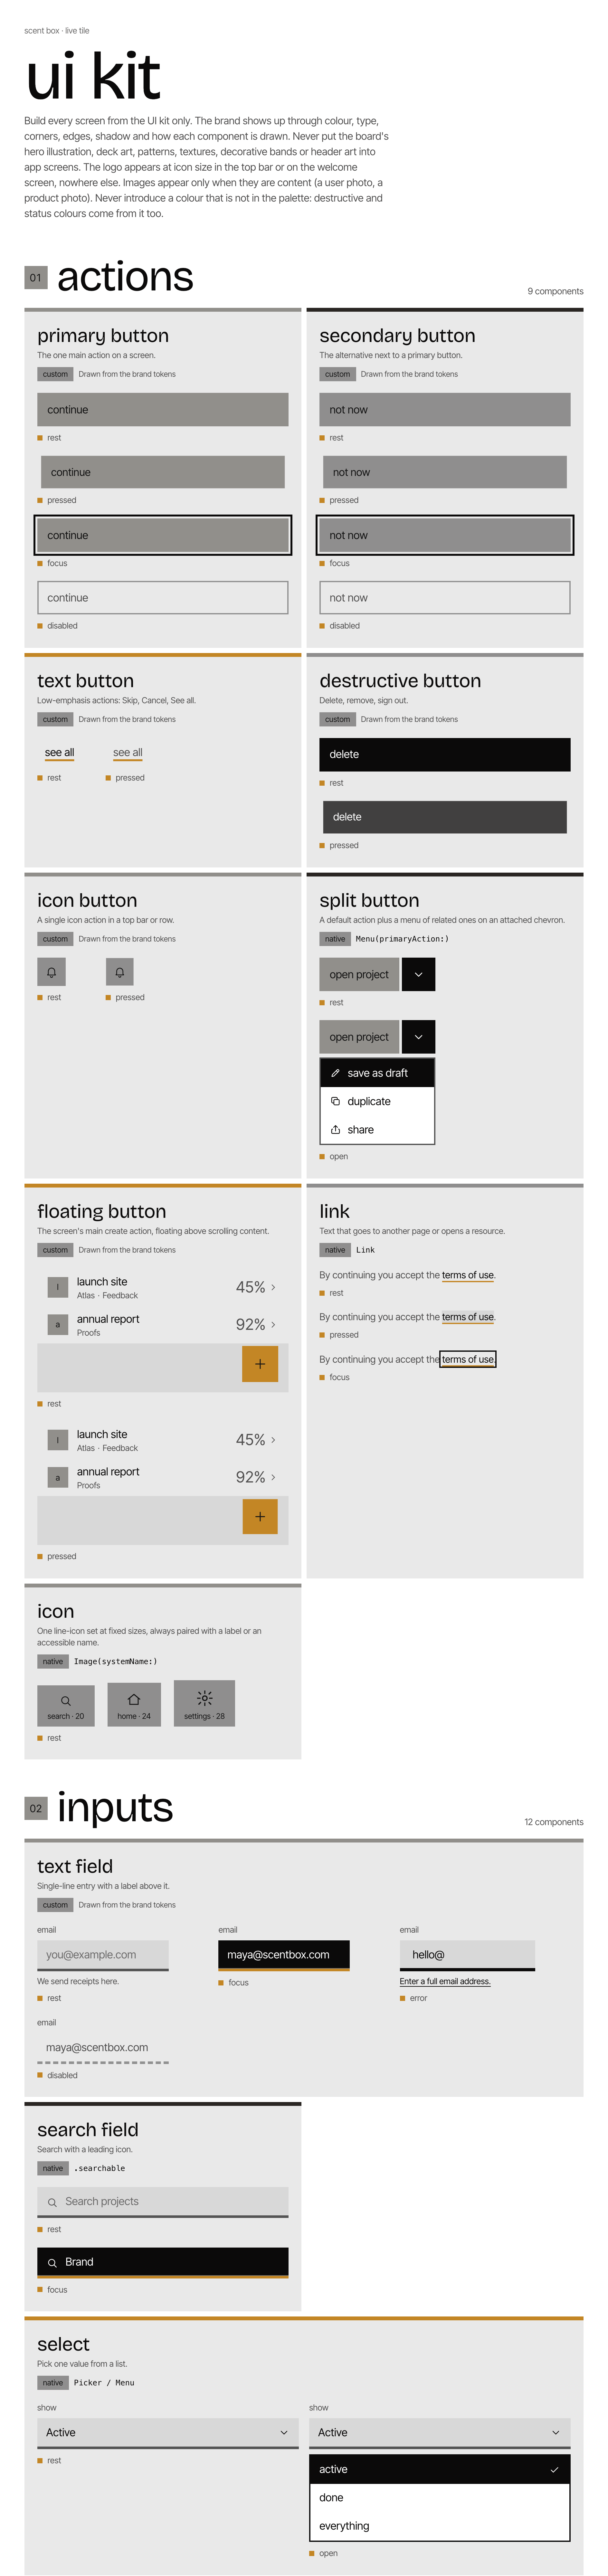 scent box · live tile
ui kit
Build every screen from the UI kit only. The brand shows up through colour, type,
corners, edges, shadow and how each component is drawn. Never put the board's
hero illustration, deck art, patterns, textures, decorative bands or header art into
app screens. The logo appears at icon size in the top bar or on the welcome
screen, nowhere else. Images appear only when they are content (a user photo, a
product photo). Never introduce a colour that is not in the palette: destructive and
status colours come from it too.
01 actions
9 components
primary button
The one main action on a screen.
custom Drawn from the brand tokens
continue
rest
continue
pressed
continue
focus
continue
disabled
secondary button
The alternative next to a primary button.
custom Drawn from the brand tokens
not now
rest
not now
pressed
not now
focus
not now
disabled
text button
Low-emphasis actions: Skip, Cancel, See all.
custom Drawn from the brand tokens
see all see all
rest pressed
destructive button
Delete, remove, sign out.
custom Drawn from the brand tokens
delete
rest
delete
pressed
icon button
A single icon action in a top bar or row.
custom Drawn from the brand tokens
rest pressed
split button
A default action plus a menu of related ones on an attached chevron.
native Menu(primaryAction:)
open project
rest
open project
save as draft
duplicate
share
open
floating button
The screen's main create action, floating above scrolling content.
custom Drawn from the brand tokens
l launch site 45%
Atlas · Feedback
a annual report 92%
Proofs
rest
l launch site 45%
Atlas · Feedback
a annual report 92%
Proofs
pressed
link
Text that goes to another page or opens a resource.
native Link
By continuing you accept the terms of use.
rest
By continuing you accept the terms of use.
pressed
By continuing you accept the terms of use.
focus
icon
One line-icon set at fixed sizes, always paired with a label or an
accessible name.
native Image(systemName:)
search · 20 home · 24 settings · 28
rest
02 inputs
12 components
text field
Single-line entry with a label above it.
custom Drawn from the brand tokens
email
you@example.com
We send receipts here.
rest
email
maya@scentbox.com
focus
email
hello@
Enter a full email address.
error
email
maya@scentbox.com
disabled
search field
Search with a leading icon.
native .searchable
Search projects
rest
Brand
focus
select
Pick one value from a list.
native Picker / Menu
show
Active
rest
show
Active
active
done
everything
open